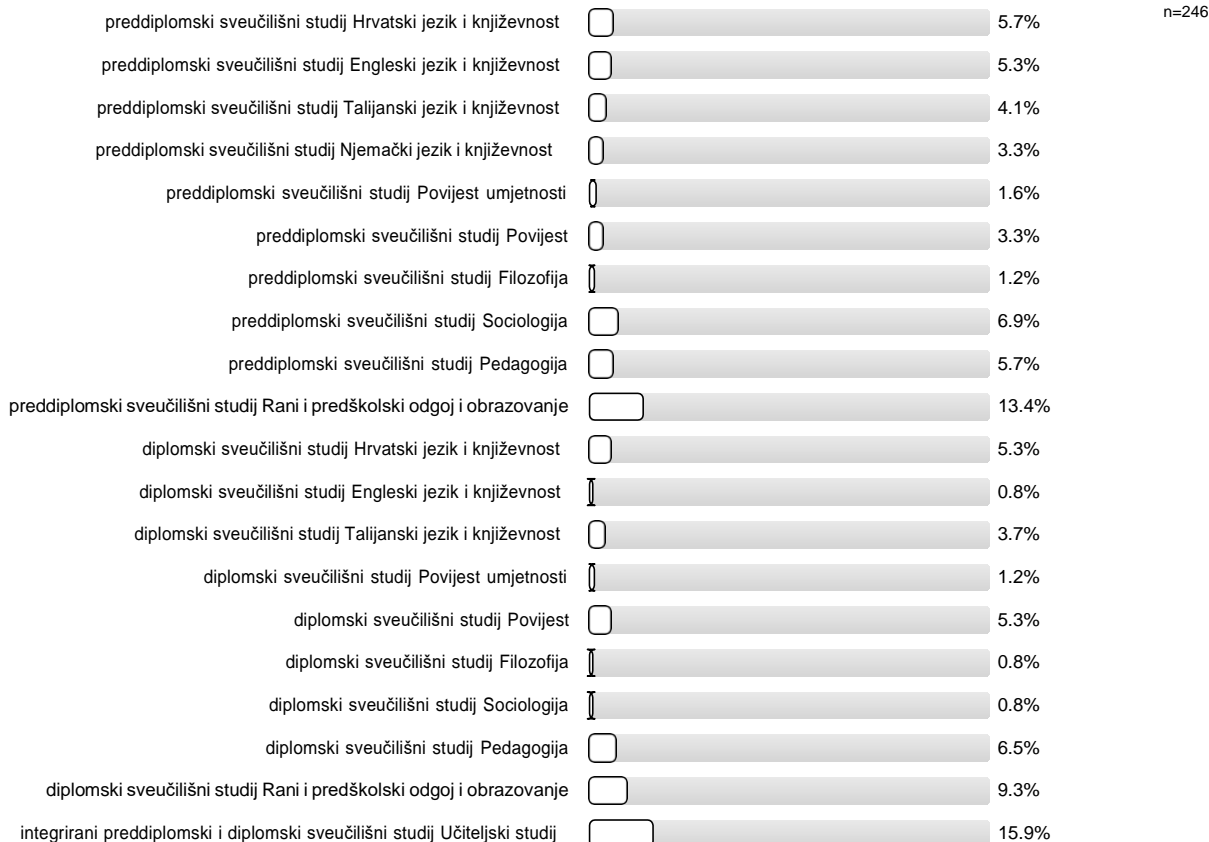 preddiplomski sveučilišni studij Hrvatski jezik i književnost 5.7% n=246
preddiplomski sveučilišni studij Engleski jezik i književnost 5.3%
preddiplomski sveučilišni studij Talijanski jezik i književnost 4.1%
preddiplomski sveučilišni studij Njemački jezik i književnost 3.3%
preddiplomski sveučilišni studij Povijest umjetnosti 1.6%
preddiplomski sveučilišni studij Povijest 3.3%
preddiplomski sveučilišni studij Filozofija 1.2%
preddiplomski sveučilišni studij Sociologija 6.9%
preddiplomski sveučilišni studij Pedagogija 5.7%
preddiplomski sveučilišni studij Rani i predškolski odgoj i obrazovanje 13.4%
diplomski sveučilišni studij Hrvatski jezik i književnost 5.3%
diplomski sveučilišni studij Engleski jezik i književnost 0.8%
diplomski sveučilišni studij Talijanski jezik i književnost 3.7%
diplomski sveučilišni studij Povijest umjetnosti 1.2%
diplomski sveučilišni studij Povijest 5.3%
diplomski sveučilišni studij Filozofija 0.8%
diplomski sveučilišni studij Sociologija 0.8%
diplomski sveučilišni studij Pedagogija 6.5%
diplomski sveučilišni studij Rani i predškolski odgoj i obrazovanje 9.3%
integrirani preddiplomski i diplomski sveučilišni studij Učiteljski studij 15.9%